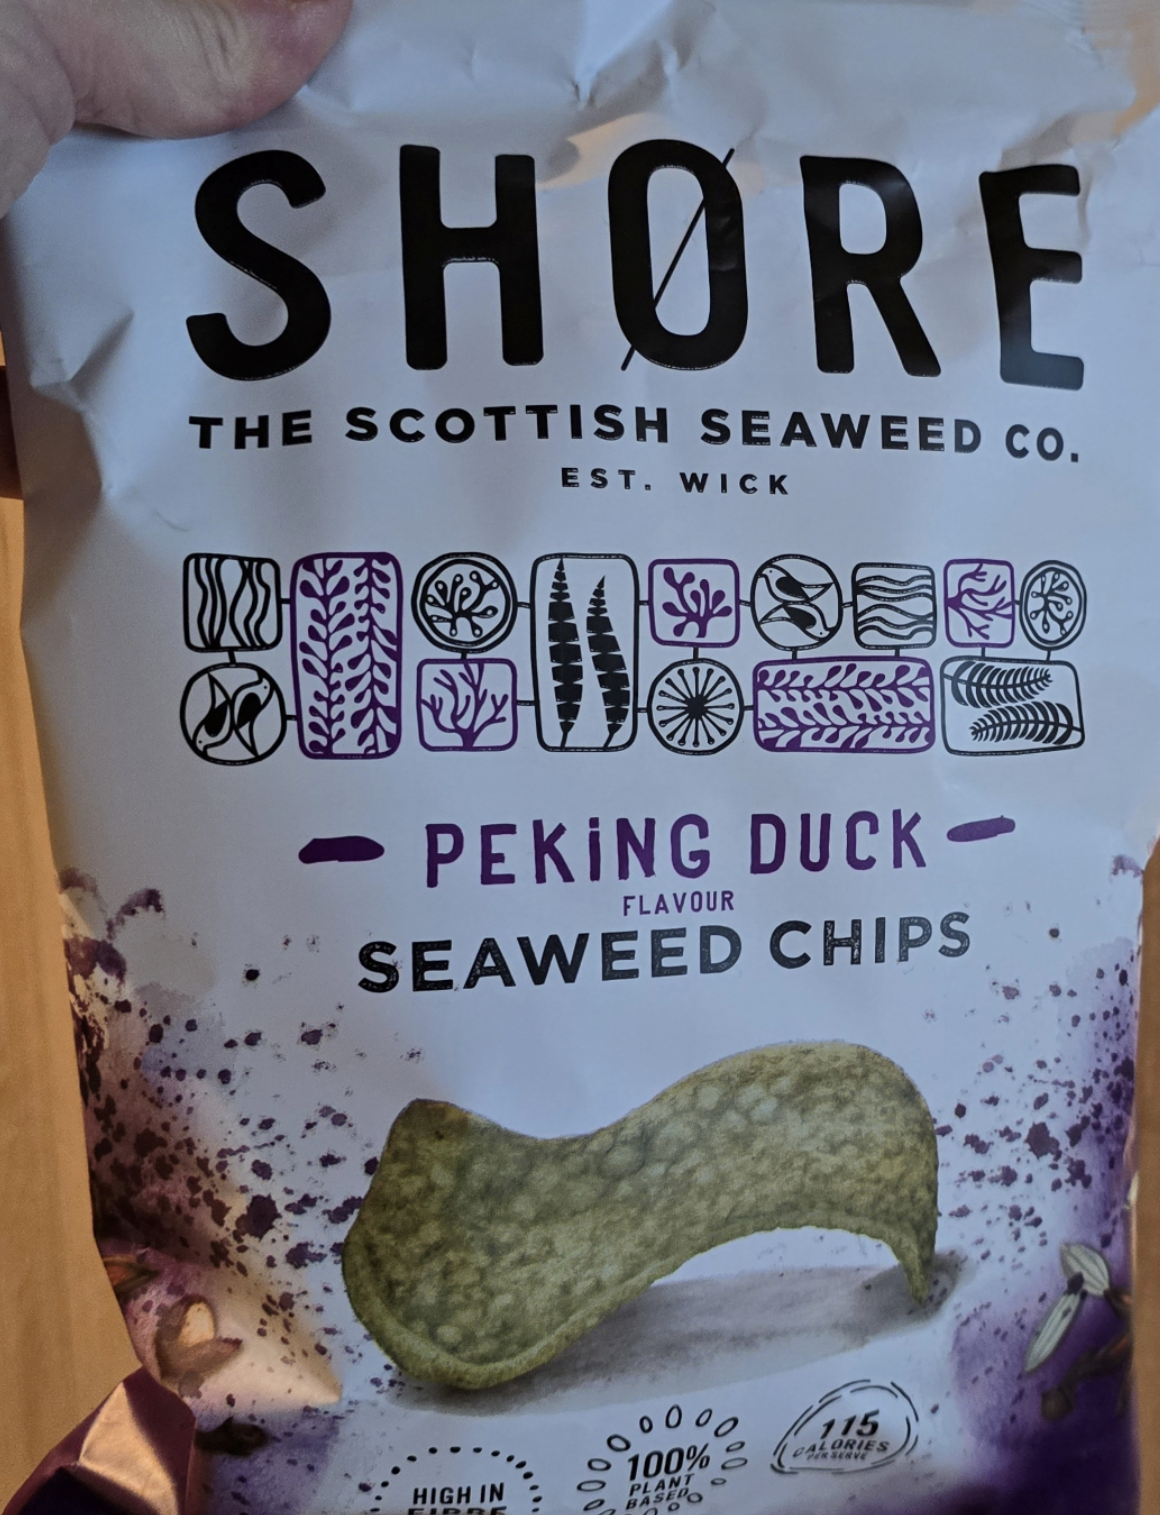 SHØRE
THE SCOTTISH SEAWEED CO.
EST. WICK
PEKiNG DUCK
FLAVOUR
SEAWEED CHIPS
HIGH IN
FIBRE
100%
PLANT
BASED
115
CALORIES
PER SERVE